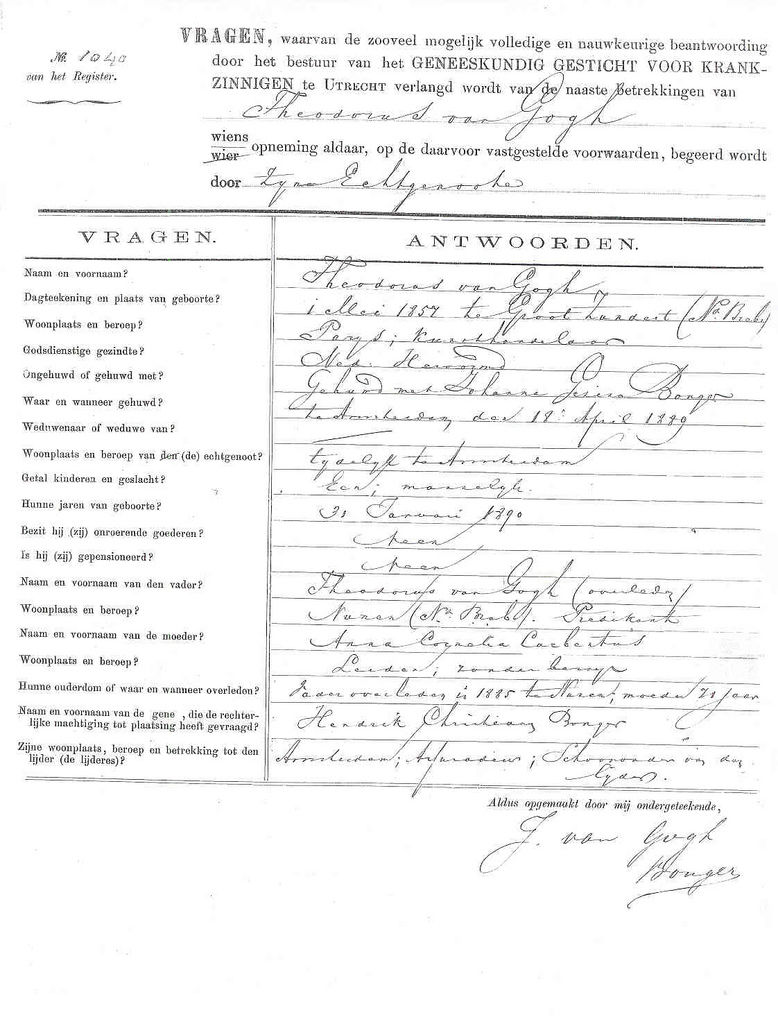 No. 1040
van het Register.
VRAGEN, waarvan de zooveel mogelijk volledige en nauwkeurige beantwoording
door het bestuur van het GENEESKUNDIG GESTICHT VOOR KRANK-
ZINNIGEN te UTRECHT verlangd wordt van de naaste betrekkingen van
Theodorus van Gogh
wiens
wier opneming aldaar, op de daarvoor vastgestelde voorwaarden, begeerd wordt
door zyne Echtgenoote
VRAGEN. ANTWOORDEN.
Naam en voornaam? Theodorus van Gogh
Dagteekening en plaats van geboorte? 1 Mei 1857 te Groot Zundert (Nd. Brabt)
Woonplaats en beroep? Parys; Kunsthandelaar
Godsdienstige gezindte? Ned. Hervormd
Ongehuwd of gehuwd met? Gehuwd met Johanna Gesina Bonger
Waar en wanneer gehuwd? te Amsterdam den 18e April 1889
Weduwenaar of weduwe van?
Woonplaats en beroep van den (de) echtgenoot? tydelyk te Amsterdam
Getal kinderen en geslacht? Een; mannelyk.
Hunne jaren van geboorte? 31 Januari 1890
Bezit hij (zij) onroerende goederen? Neen
Is hij (zij) gepensioneerd? Neen
Naam en voornaam van den vader? Theodorus van Gogh (overleden)
Woonplaats en beroep? Nunen (Nd. Brabt). Predikant
Naam en voornaam van de moeder? Anna Cornelia Carbentus
Woonplaats en beroep? Leiden; zonder beroep
Hunne ouderdom of waar en wanneer overleden? Vader overleden in 1885 te Nunen; moeder 71 jaar
Naam en voornaam van de gene , die de rechter-
lijke machtiging tot plaatsing heeft gevraagd? Hendrik Christiaan Bonger
Zijne woonplaats, beroep en betrekking tot den
lijder (de lijderes)? Amsterdam; Assuradeur; Schoonvader van den
lyder.
Aldus opgemaakt door mij ondergeteekende,
J. van Gogh
Bonger